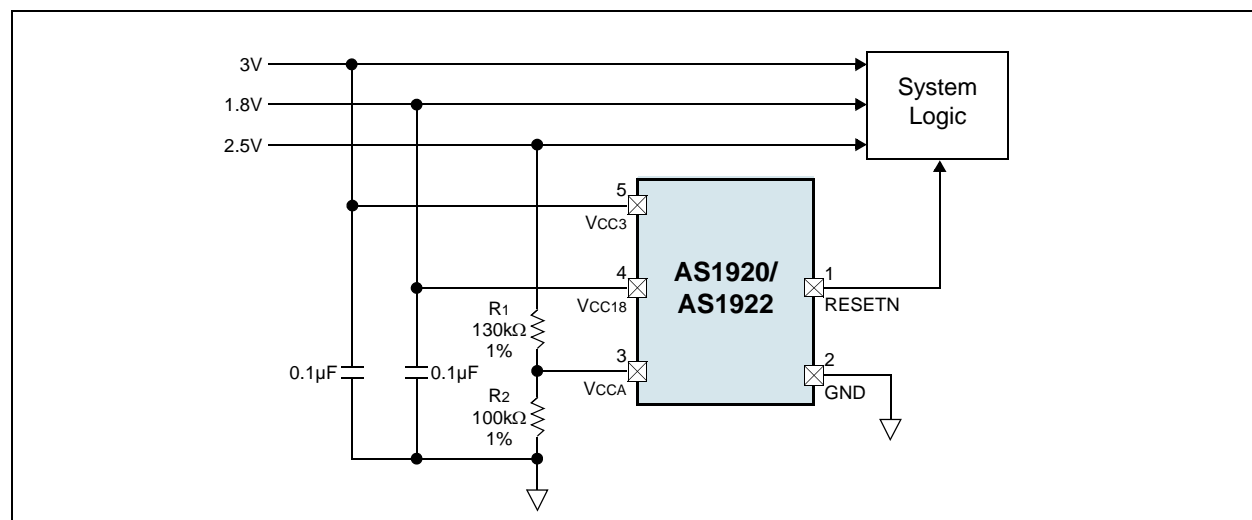 3V
1.8V
2.5V
System
Logic
5
VCC3
4
VCC18
3
VCCA
AS1920/
AS1922
1
RESETN
2
GND
R1
130kΩ
1%
R2
100kΩ
1%
0.1µF
0.1µF